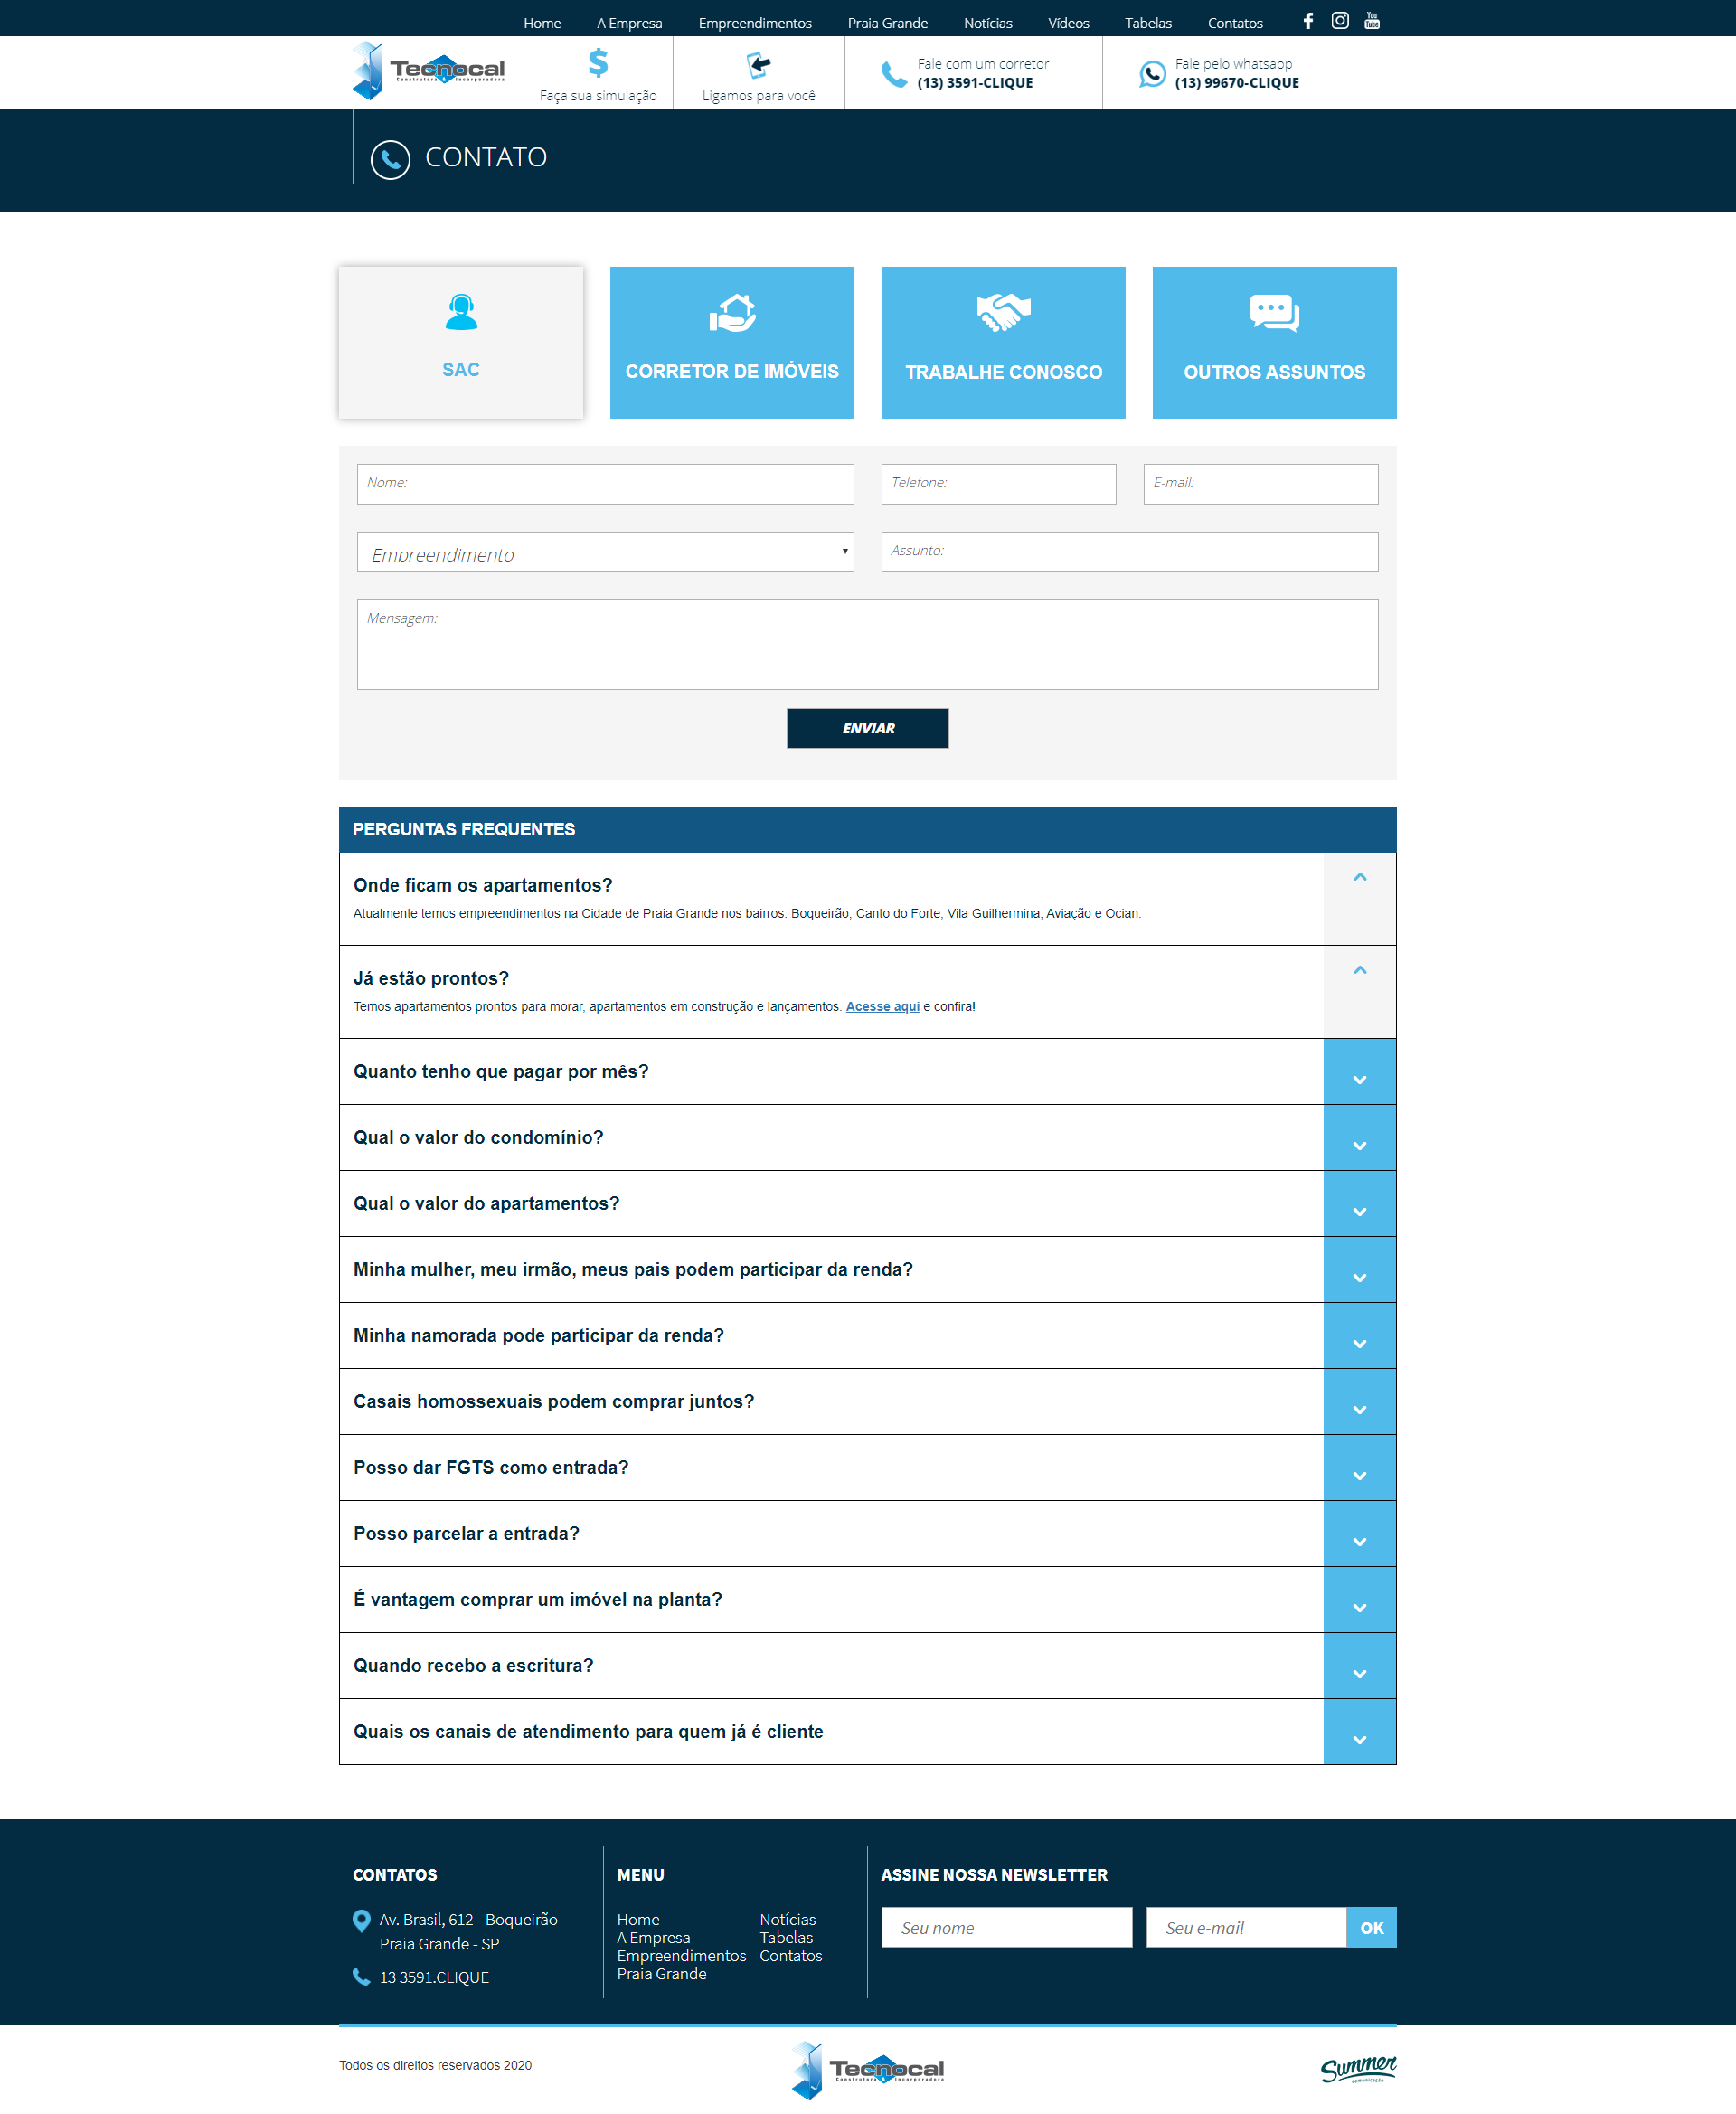 Home A Empresa Empreendimentos Praia Grande Notícias Vídeos Tabelas Contatos You Tube
Tecnocal
Construtora & Incorporadora
Faça sua simulação
Ligamos para você
Fale com um corretor
(13) 3591-CLIQUE
Fale pelo whatsapp
(13) 99670-CLIQUE
CONTATO
SAC
CORRETOR DE IMÓVEIS
TRABALHE CONOSCO
OUTROS ASSUNTOS
Nome:
Telefone:
E-mail:
Empreendimento
Assunto:
Mensagem:
ENVIAR
PERGUNTAS FREQUENTES
Onde ficam os apartamentos?
Atualmente temos empreendimentos na Cidade de Praia Grande nos bairros: Boqueirão, Canto do Forte, Vila Guilhermina, Aviação e Ocian.
Já estão prontos?
Temos apartamentos prontos para morar, apartamentos em construção e lançamentos. Acesse aqui e confira!
Quanto tenho que pagar por mês?
Qual o valor do condomínio?
Qual o valor do apartamentos?
Minha mulher, meu irmão, meus pais podem participar da renda?
Minha namorada pode participar da renda?
Casais homossexuais podem comprar juntos?
Posso dar FGTS como entrada?
Posso parcelar a entrada?
É vantagem comprar um imóvel na planta?
Quando recebo a escritura?
Quais os canais de atendimento para quem já é cliente
CONTATOS
Av. Brasil, 612 - Boqueirão
Praia Grande - SP
13 3591.CLIQUE
MENU
Home
A Empresa
Empreendimentos
Praia Grande
Notícias
Tabelas
Contatos
ASSINE NOSSA NEWSLETTER
Seu nome
Seu e-mail
OK
Todos os direitos reservados 2020
Tecnocal
Construtora & Incorporadora
Summer
comunicação